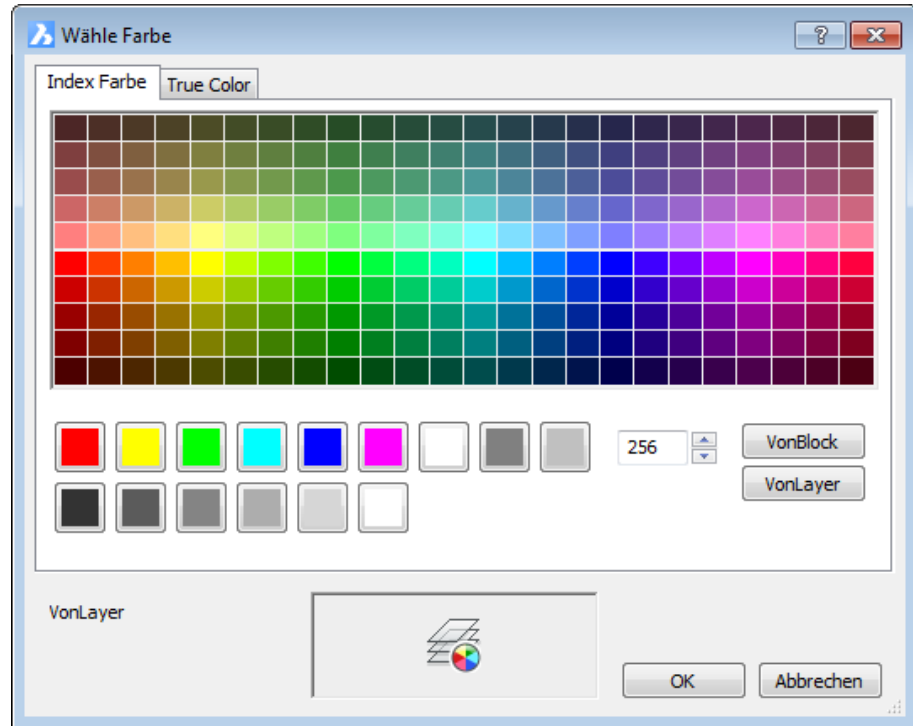 Wähle Farbe
Index Farbe True Color
256 VonBlock
VonLayer
VonLayer
OK Abbrechen